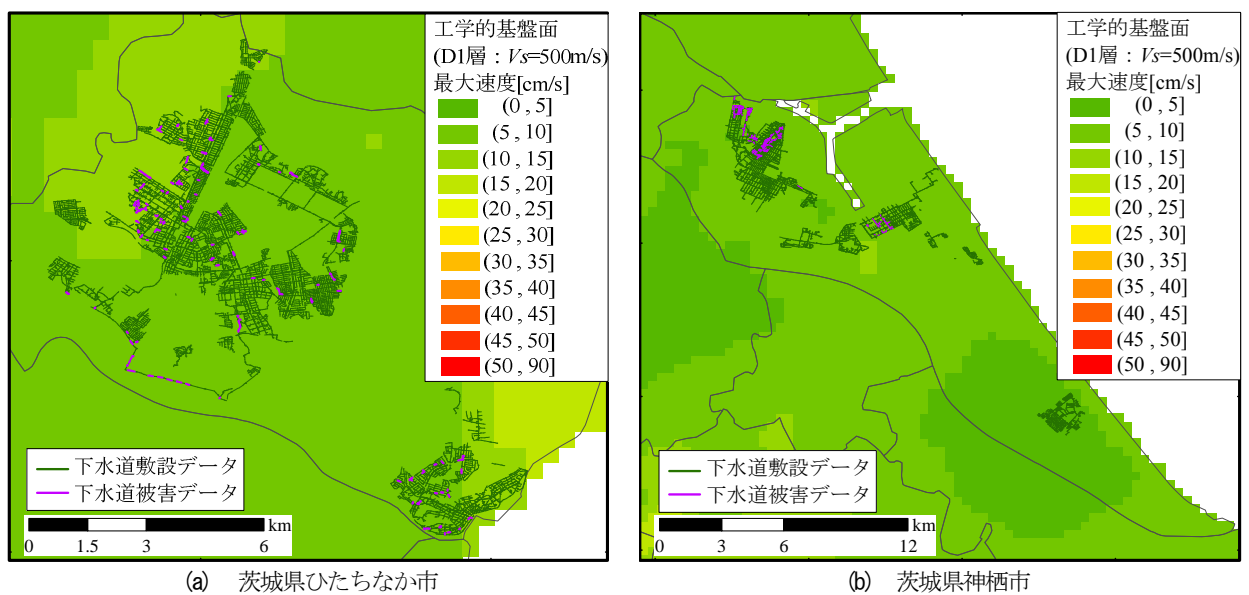 工学的基盤面
(D1層：Vs=500m/s)
最大速度[cm/s]
(0 , 5]
(5 , 10]
(10 , 15]
(15 , 20]
(20 , 25]
(25 , 30]
(30 , 35]
(35 , 40]
(40 , 45]
(45 , 50]
(50 , 90]
下水道敷設データ
下水道被害データ
km
0 1.5 3 6
(a) 茨城県ひたちなか市
工学的基盤面
(D1層：Vs=500m/s)
最大速度[cm/s]
(0 , 5]
(5 , 10]
(10 , 15]
(15 , 20]
(20 , 25]
(25 , 30]
(30 , 35]
(35 , 40]
(40 , 45]
(45 , 50]
(50 , 90]
下水道敷設データ
下水道被害データ
km
0 3 6 12
(b) 茨城県神栖市